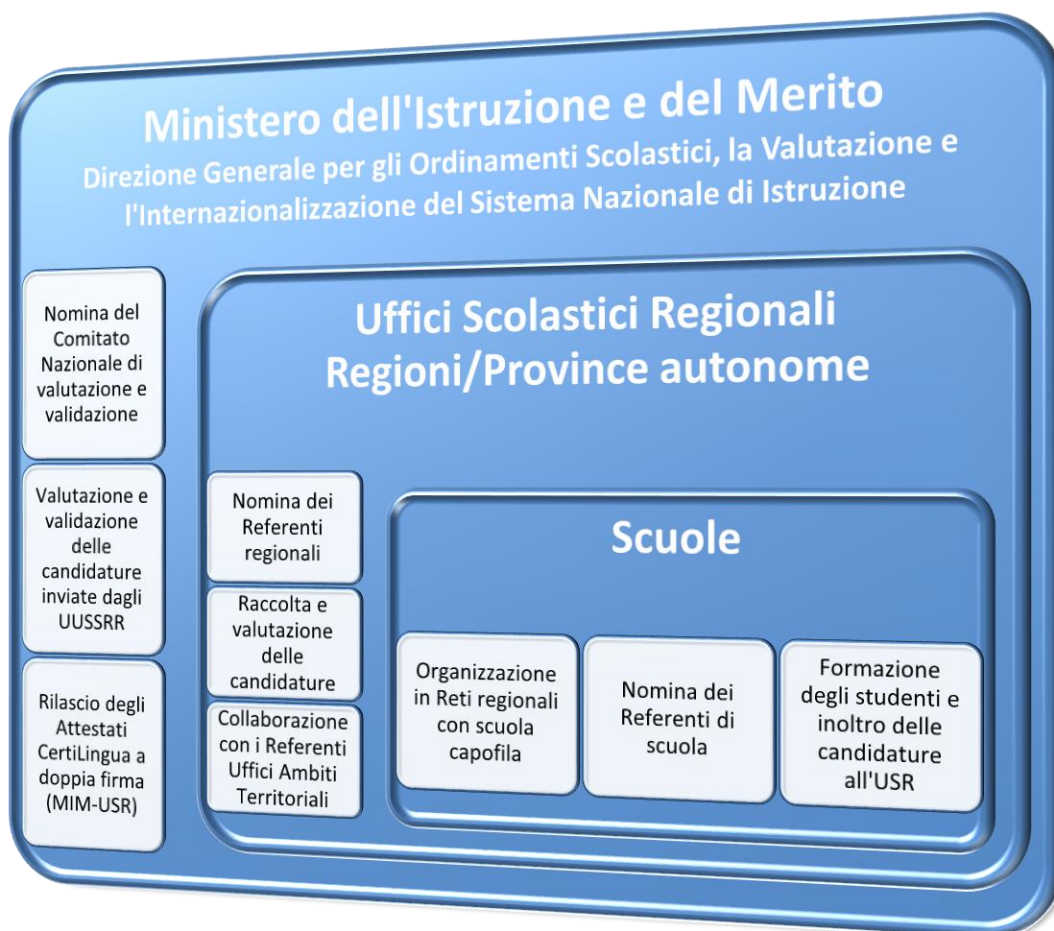 Ministero dell'Istruzione e del Merito
Direzione Generale per gli Ordinamenti Scolastici, la Valutazione e
l'Internazionalizzazione del Sistema Nazionale di Istruzione
Nomina del
Comitato
Nazionale di
valutazione e
validazione
Valutazione e
validazione
delle
candidature
inviate dagli
UUSSRR
Rilascio degli
Attestati
CertiLingua a
doppia firma
(MIM-USR)
Uffici Scolastici Regionali
Regioni/Province autonome
Nomina dei
Referenti
regionali
Raccolta e
valutazione
delle
candidature
Collaborazione
con i Referenti
Uffici Ambiti
Territoriali
Scuole
Organizzazione
in Reti regionali
con scuola
capofila
Nomina dei
Referenti di
scuola
Formazione
degli studenti e
inoltro delle
candidature
all'USR